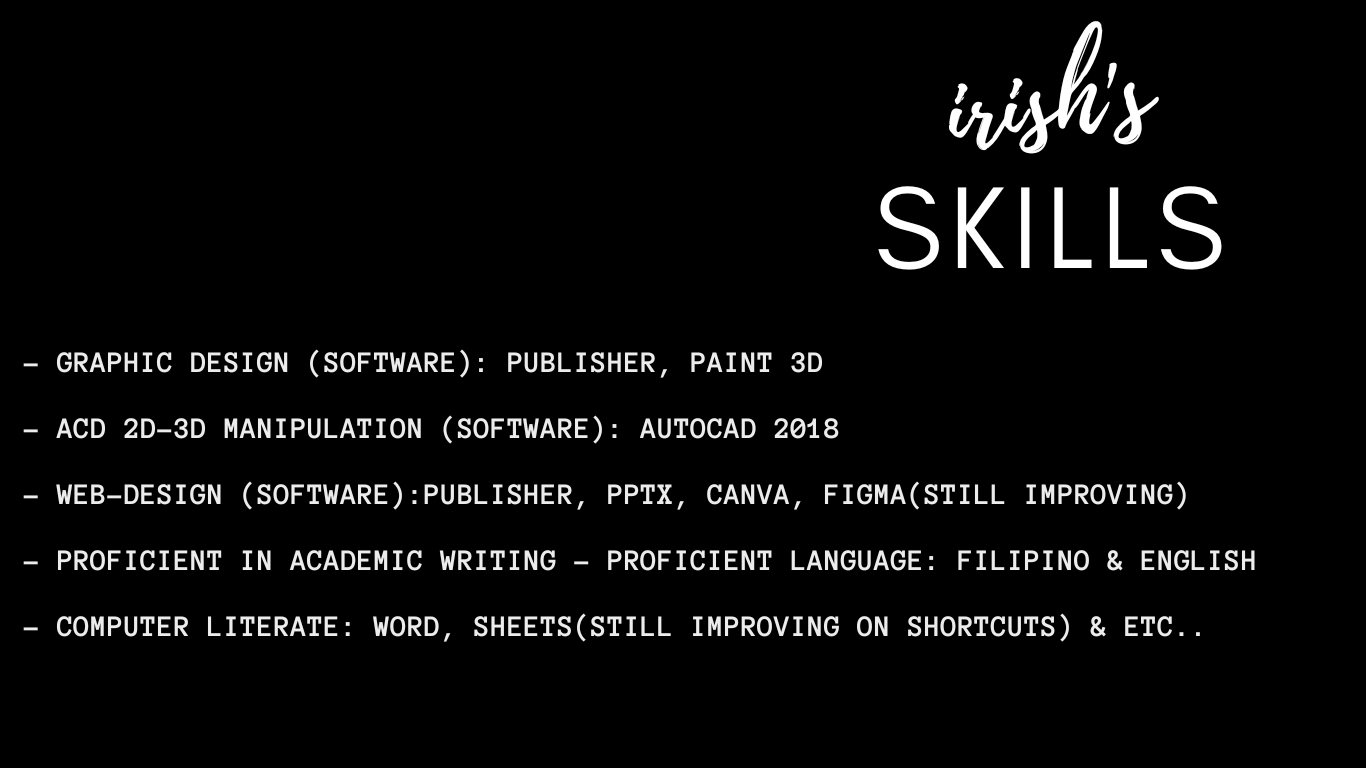 irish's
SKILLS
– GRAPHIC DESIGN (SOFTWARE): PUBLISHER, PAINT 3D
– ACD 2D–3D MANIPULATION (SOFTWARE): AUTOCAD 2018
– WEB–DESIGN (SOFTWARE):PUBLISHER, PPTX, CANVA, FIGMA(STILL IMPROVING)
– PROFICIENT IN ACADEMIC WRITING – PROFICIENT LANGUAGE: FILIPINO & ENGLISH
– COMPUTER LITERATE: WORD, SHEETS(STILL IMPROVING ON SHORTCUTS) & ETC..